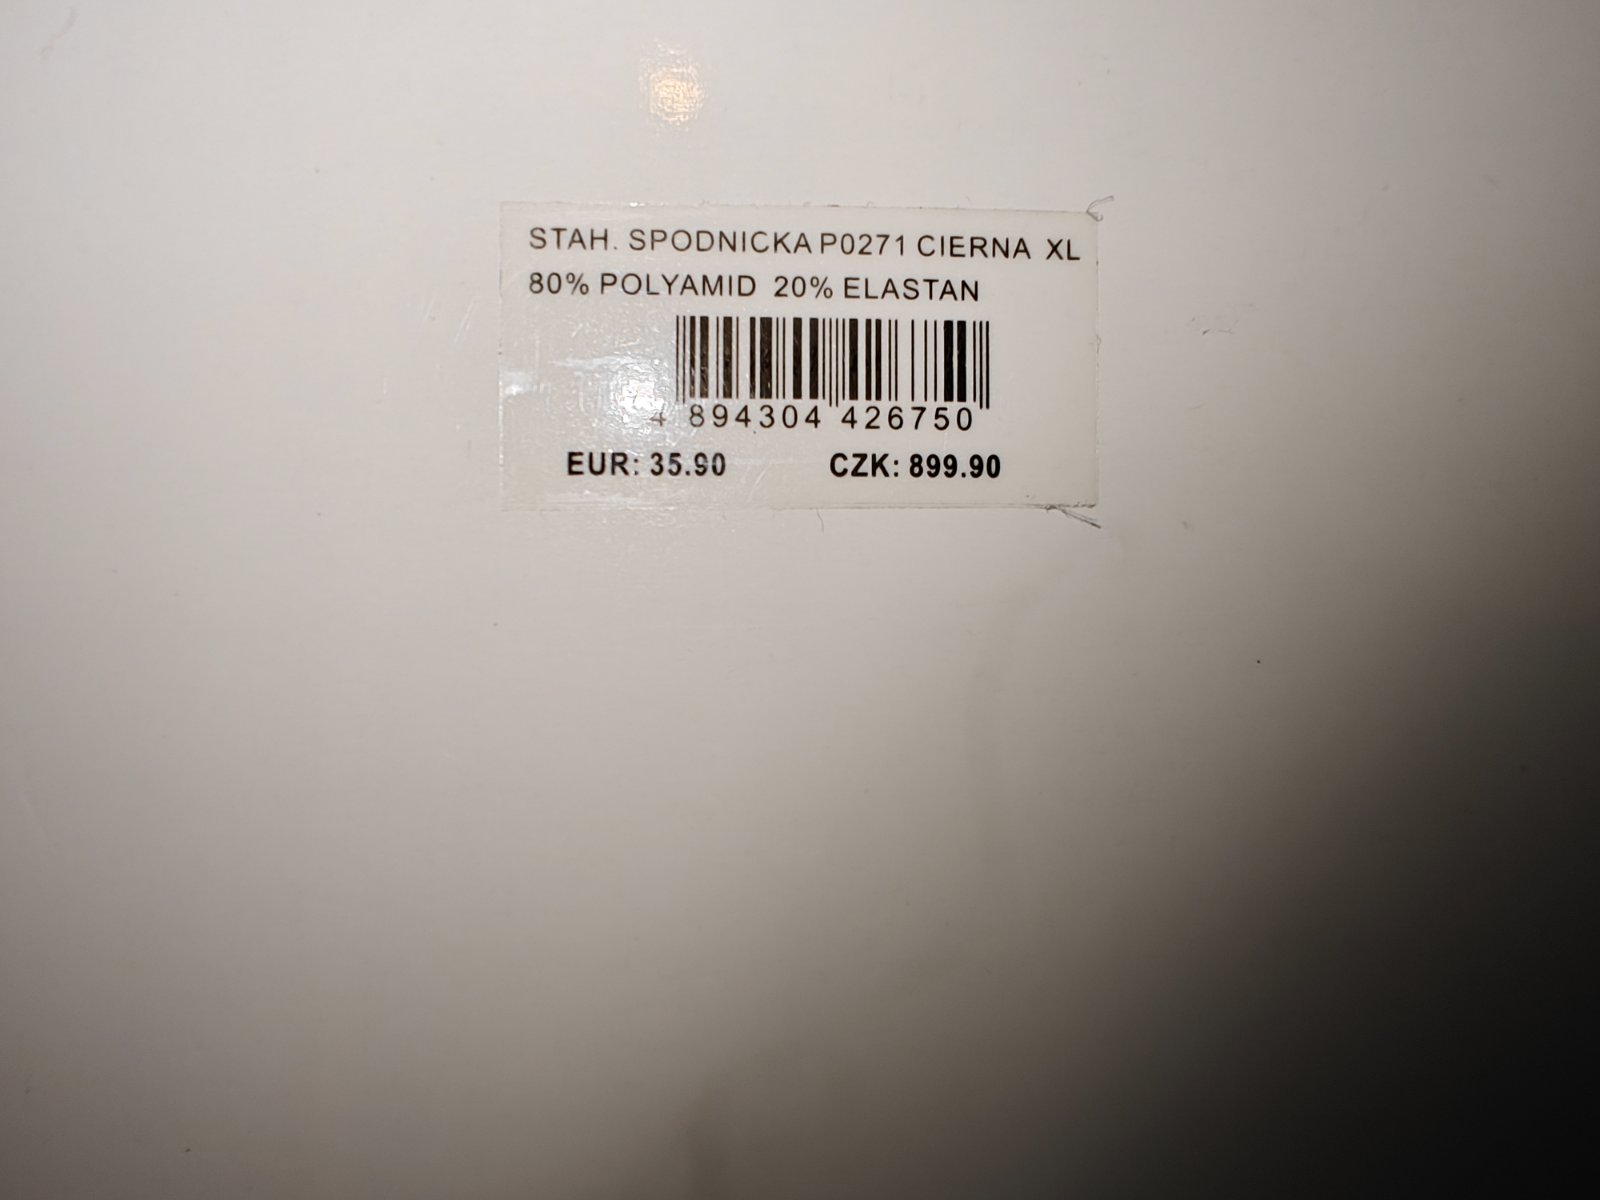 STAH. SPODNICKA P0271 CIERNA XL
80% POLYAMID 20% ELASTAN
4 894304 426750
EUR: 35.90 CZK: 899.90